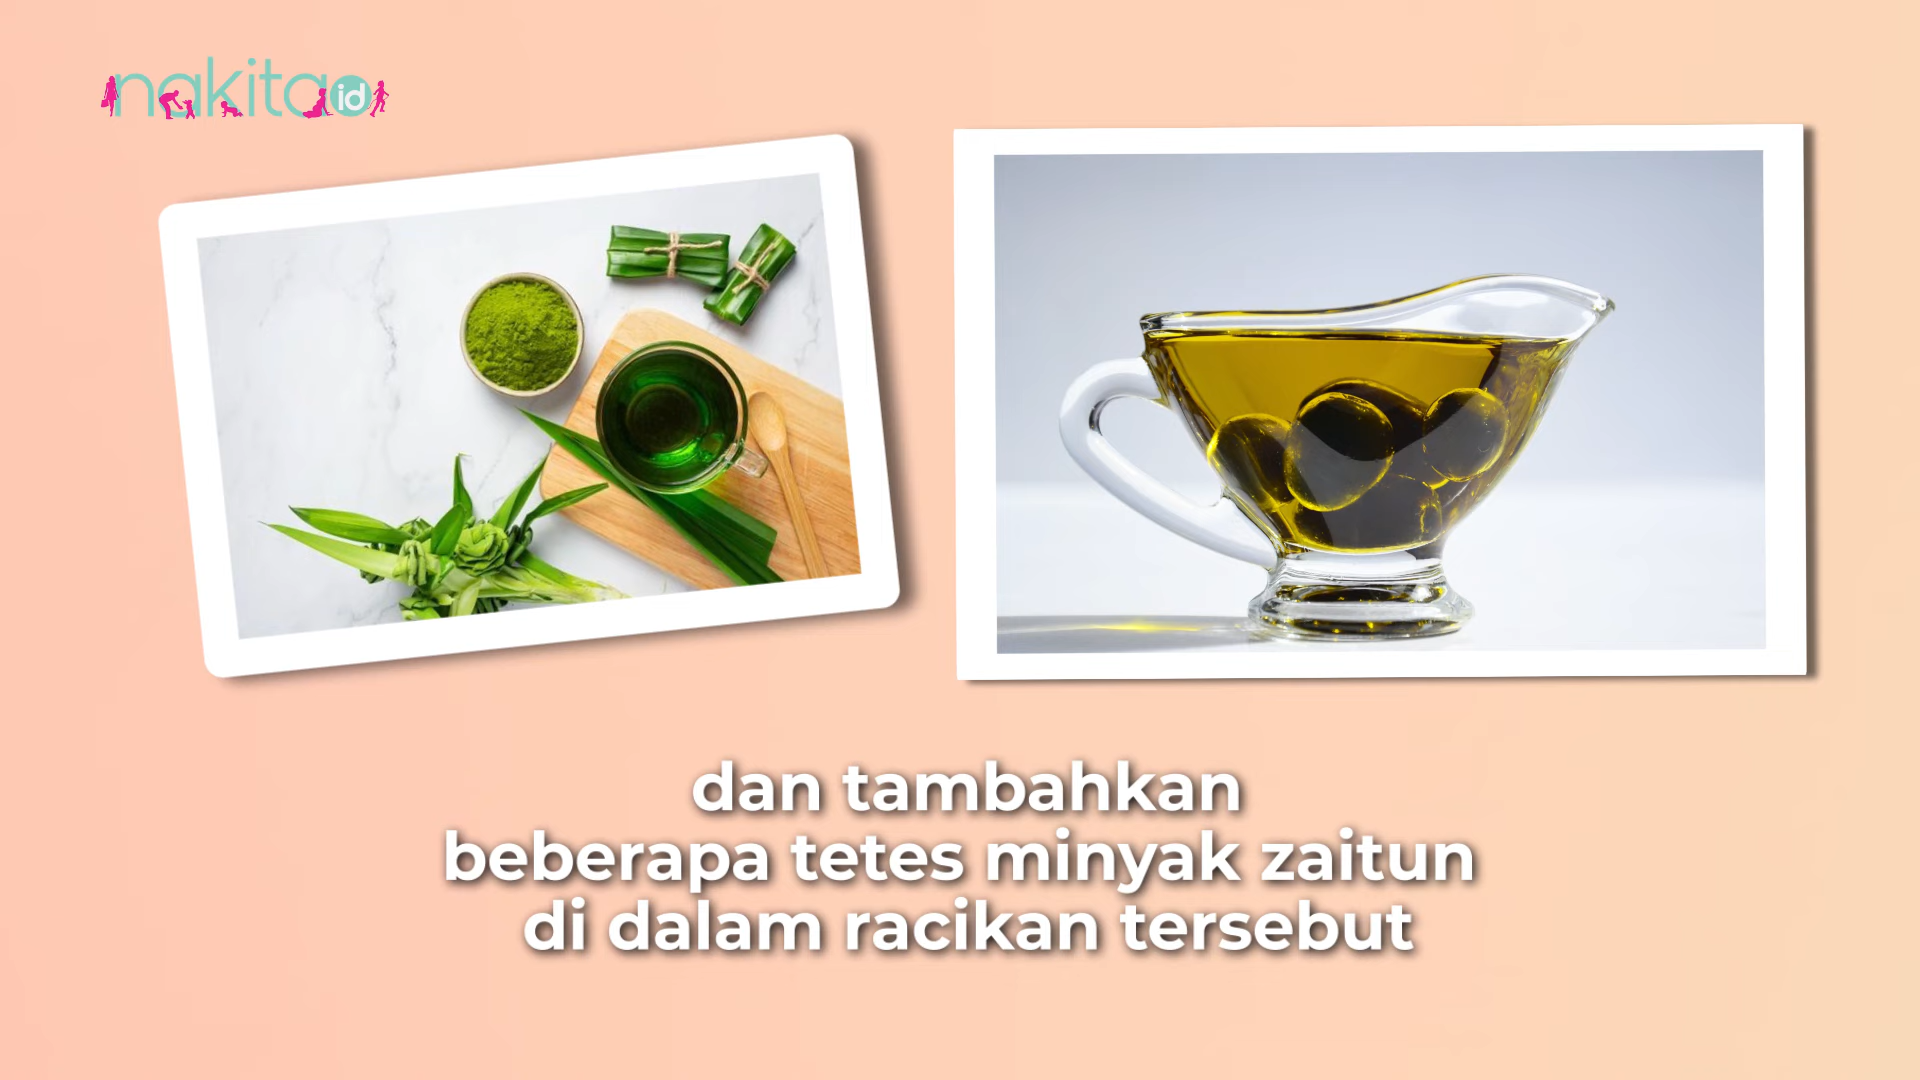 nakita id
dan tambahkan
beberapa tetes minyak zaitun
di dalam racikan tersebut